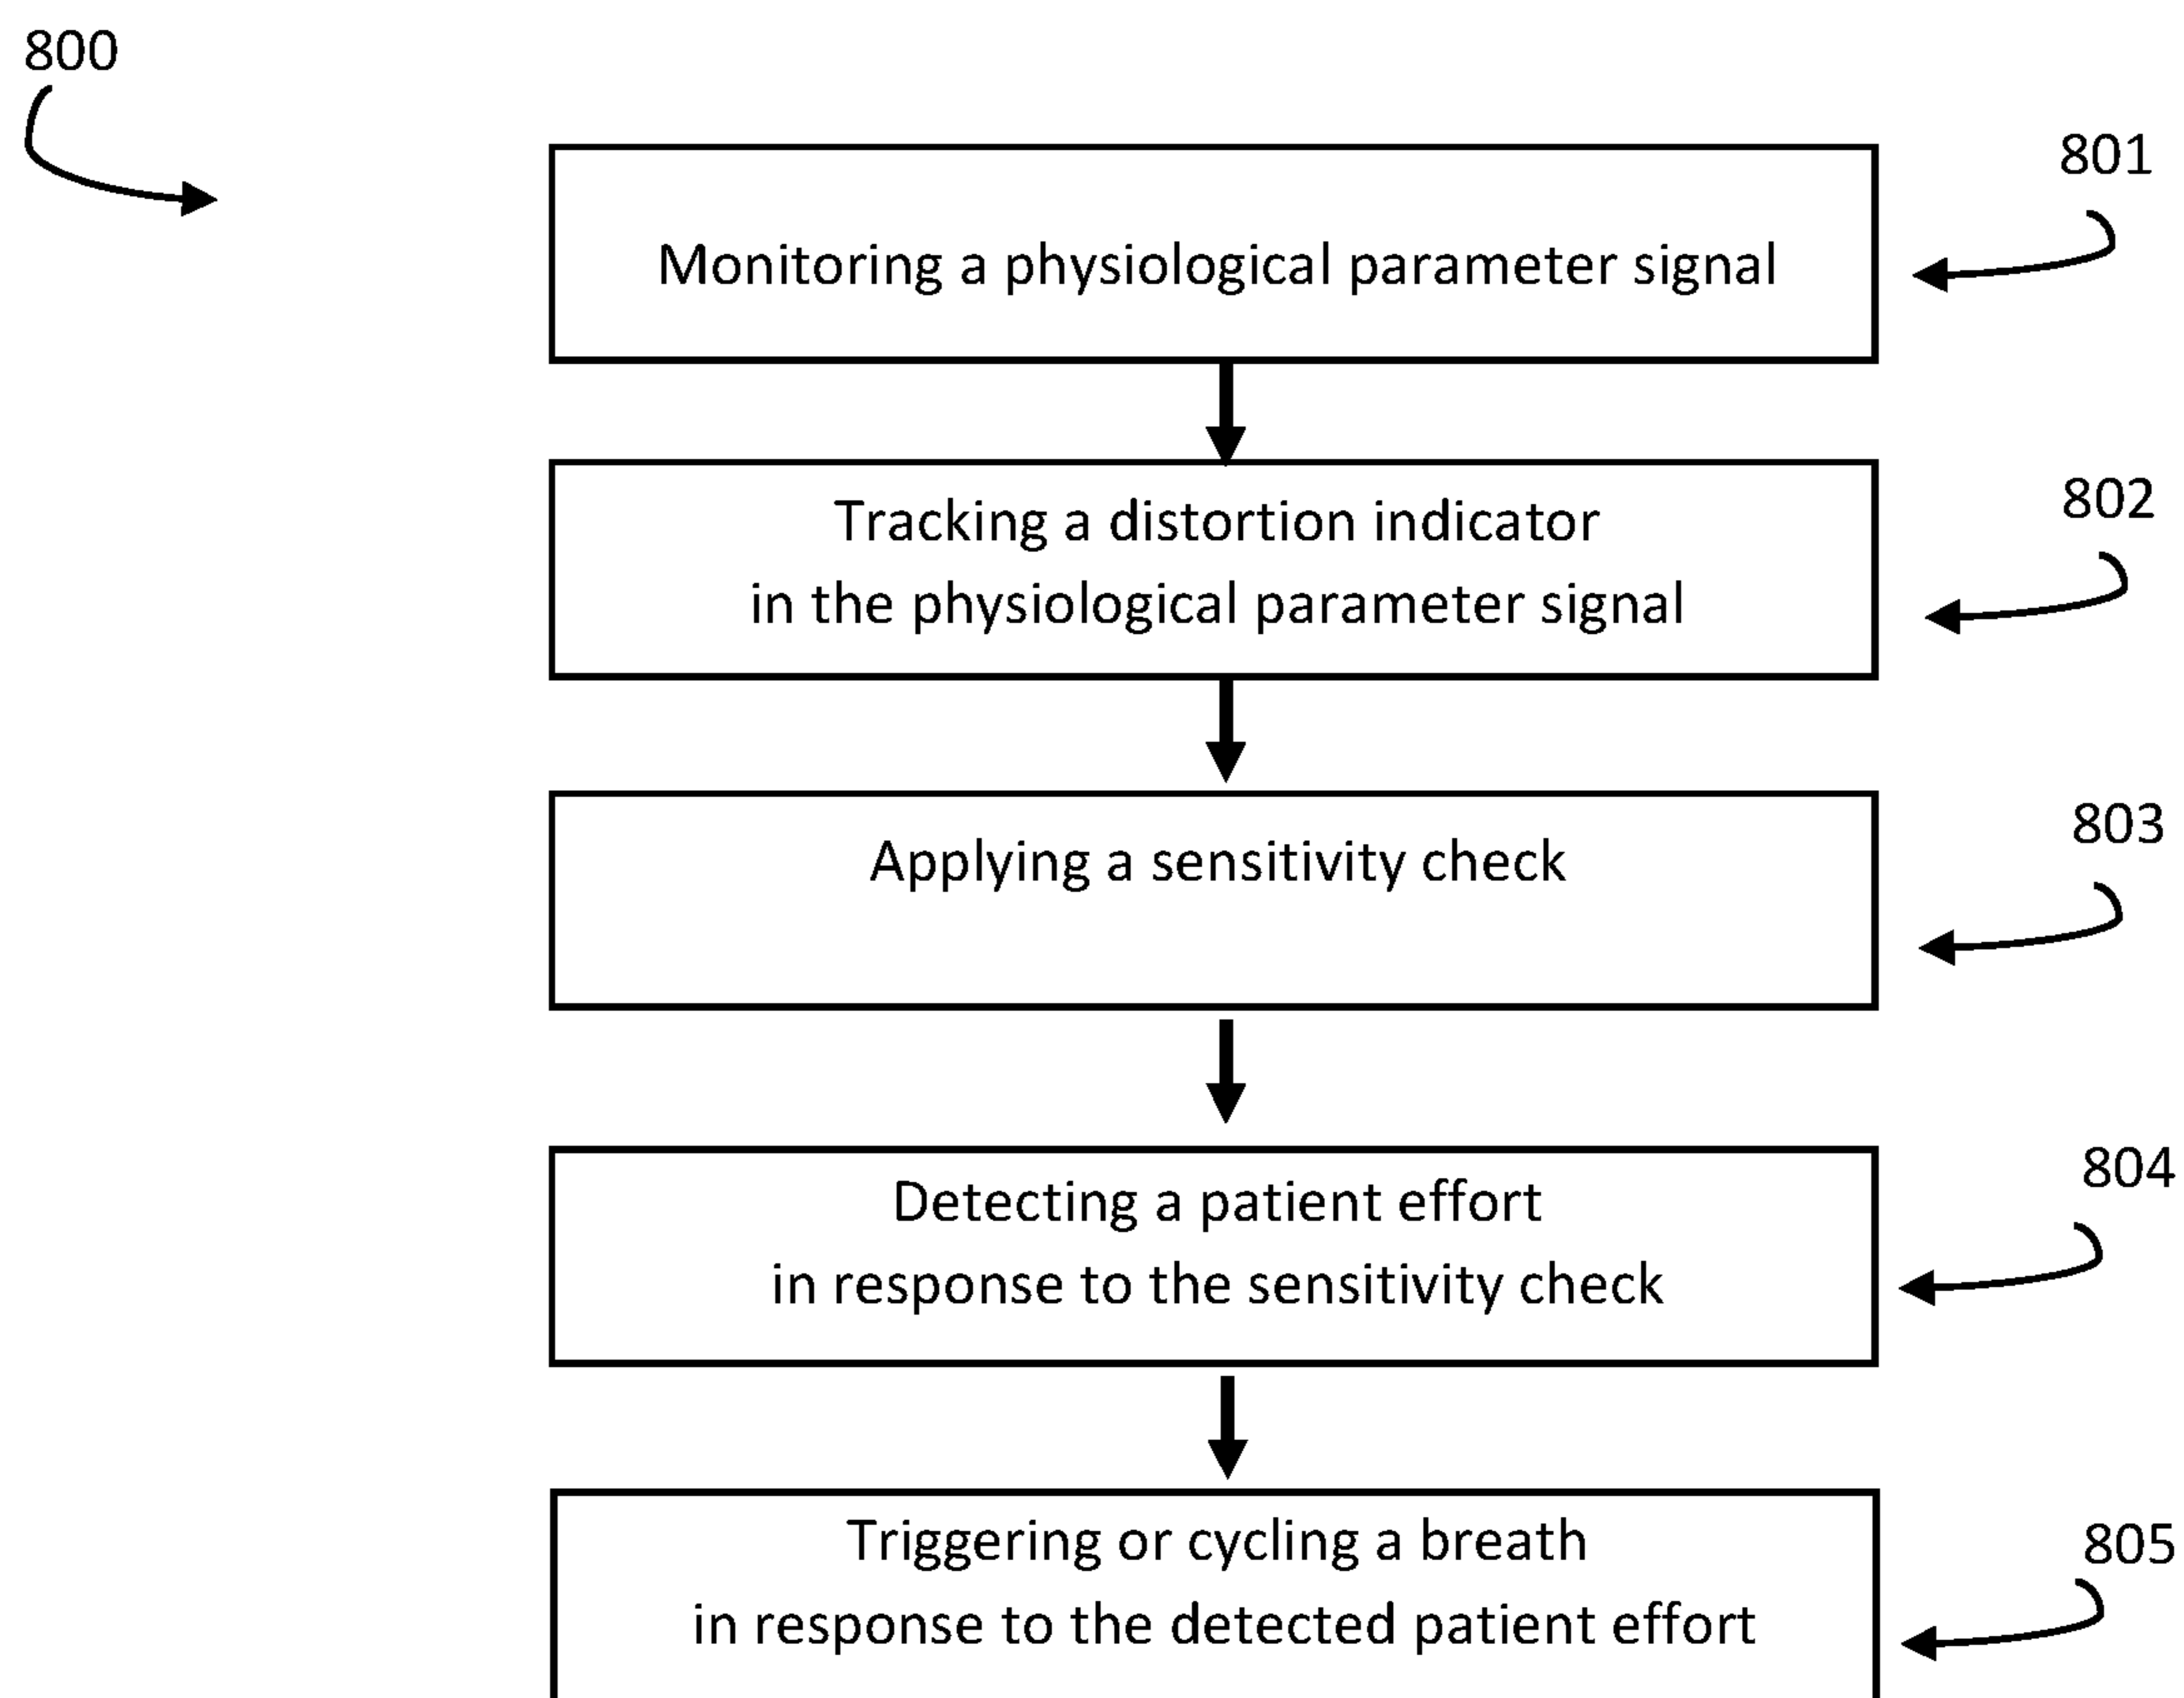 800
801
Monitoring a physiological parameter signal
802
Tracking a distortion indicator
in the physiological parameter signal
803
Applying a sensitivity check
804
Detecting a patient effort
in response to the sensitivity check
805
Triggering or cycling a breath
in response to the detected patient effort